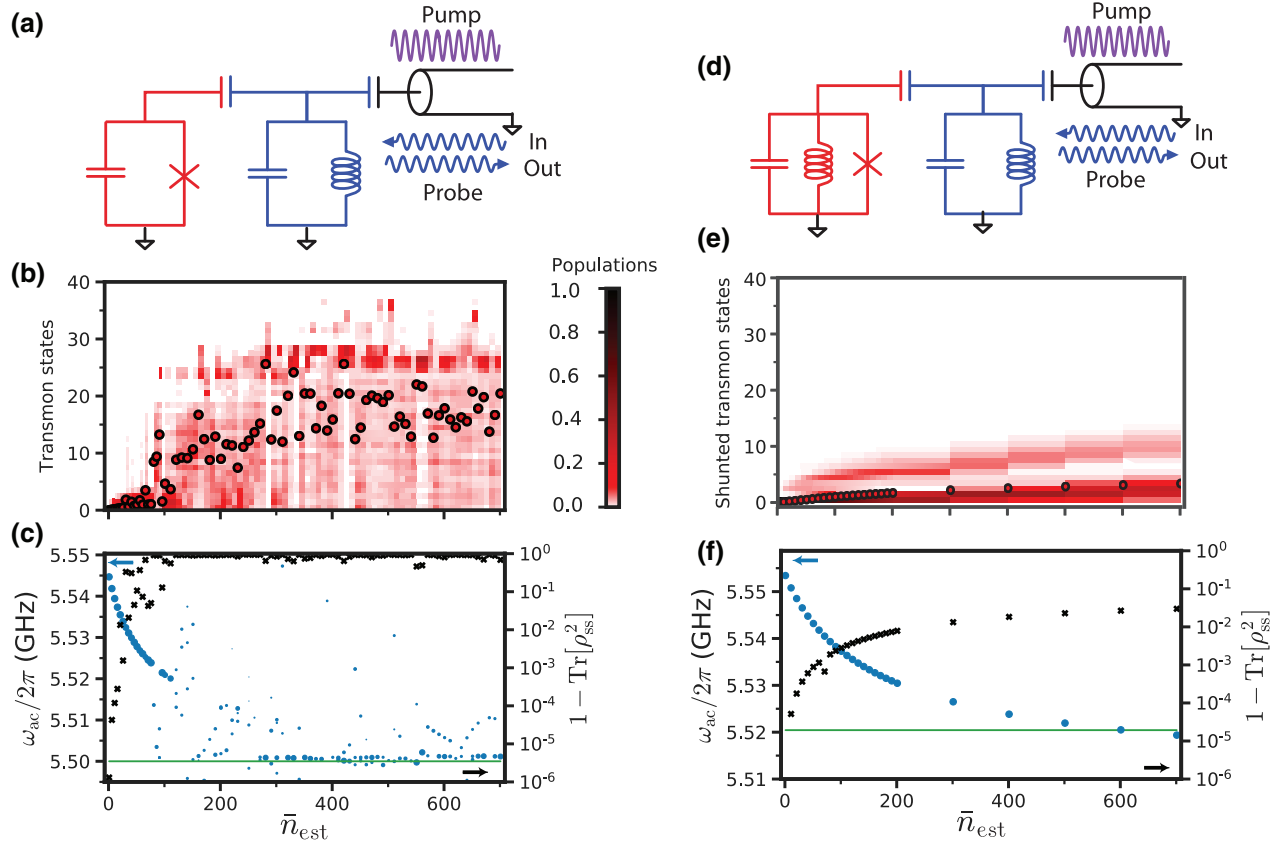 (a)
Pump
In
Out
Probe
(d)
Pump
In
Out
Probe
(b)
Transmon states
40
30
20
10
0
Populations
1.0
0.8
0.6
0.4
0.2
0.0
(e)
Shunted transmon states
40
30
20
10
0
(c)
ω_ac/2π (GHz)
5.55
5.54
5.53
5.52
5.51
5.50
10^0
10^-1
10^-2
10^-3
10^-4
10^-5
10^-6
1 − Tr[ρ_ss^2]
0
200
400
600
n̄_est
(f)
ω_ac/2π (GHz)
5.55
5.54
5.53
5.52
5.51
10^0
10^-1
10^-2
10^-3
10^-4
10^-5
10^-6
1 − Tr[ρ_ss^2]
0
200
400
600
n̄_est